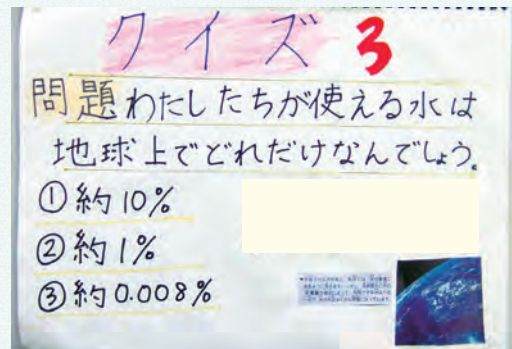 クイズ 3
問題わたしたちが使える水は
地球上でどれだけなんでしょう。
①約10%
②約1%
③約0.008%